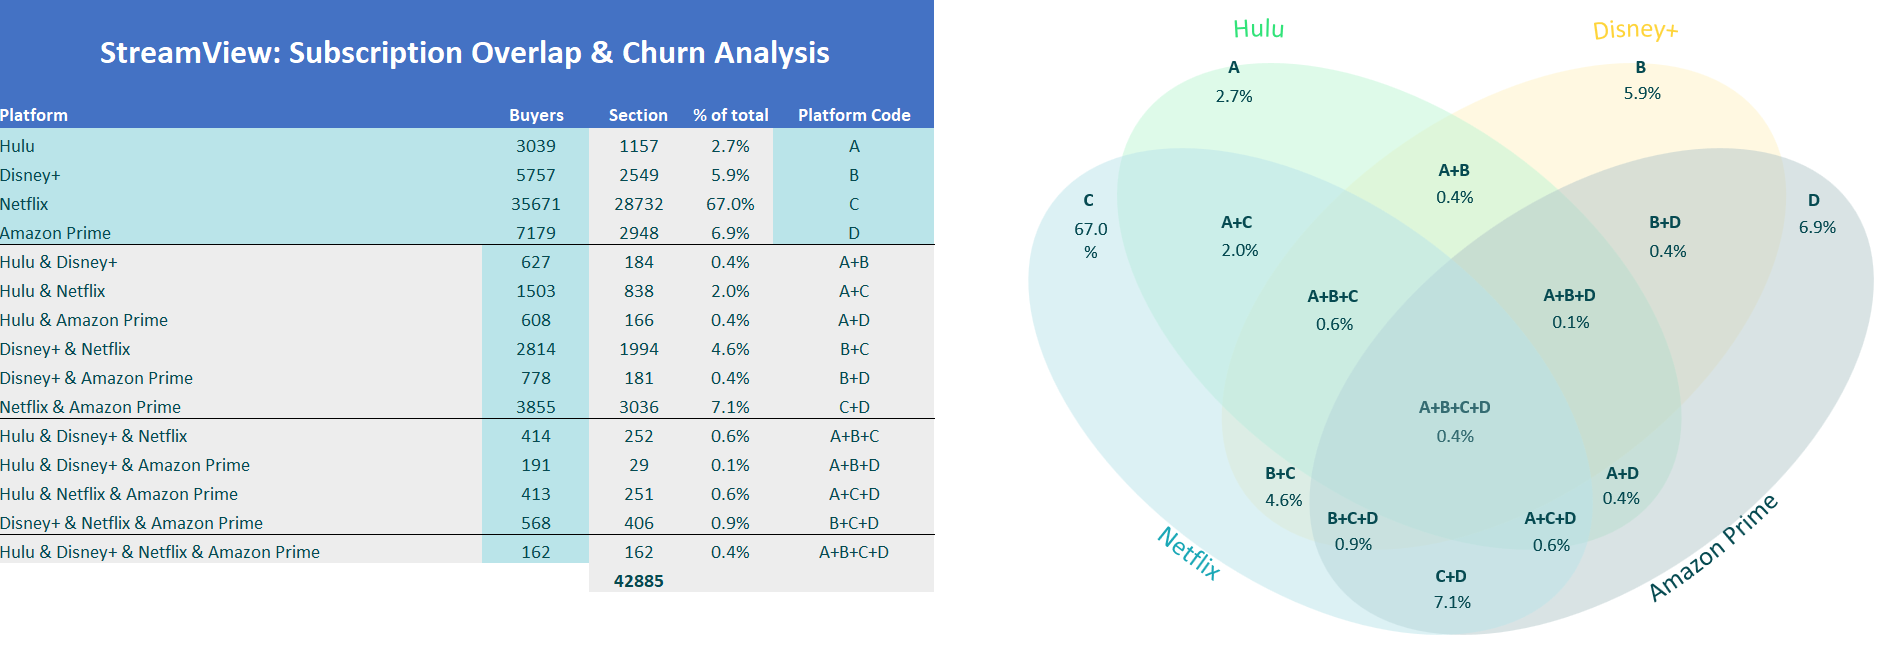 StreamView: Subscription Overlap & Churn Analysis
Platform Buyers Section % of total Platform Code
Hulu 3039 1157 2.7% A
Disney+ 5757 2549 5.9% B
Netflix 35671 28732 67.0% C
Amazon Prime 7179 2948 6.9% D
Hulu & Disney+ 627 184 0.4% A+B
Hulu & Netflix 1503 838 2.0% A+C
Hulu & Amazon Prime 608 166 0.4% A+D
Disney+ & Netflix 2814 1994 4.6% B+C
Disney+ & Amazon Prime 778 181 0.4% B+D
Netflix & Amazon Prime 3855 3036 7.1% C+D
Hulu & Disney+ & Netflix 414 252 0.6% A+B+C
Hulu & Disney+ & Amazon Prime 191 29 0.1% A+B+D
Hulu & Netflix & Amazon Prime 413 251 0.6% A+C+D
Disney+ & Netflix & Amazon Prime 568 406 0.9% B+C+D
Hulu & Disney+ & Netflix & Amazon Prime 162 162 0.4% A+B+C+D
42885
Hulu
Disney+
A
2.7%
B
5.9%
A+B
0.4%
C
67.0
%
A+C
2.0%
B+D
0.4%
D
6.9%
A+B+C
0.6%
A+B+D
0.1%
A+B+C+D
0.4%
B+C
4.6%
A+D
0.4%
B+C+D
0.9%
A+C+D
0.6%
Netflix
Amazon Prime
C+D
7.1%